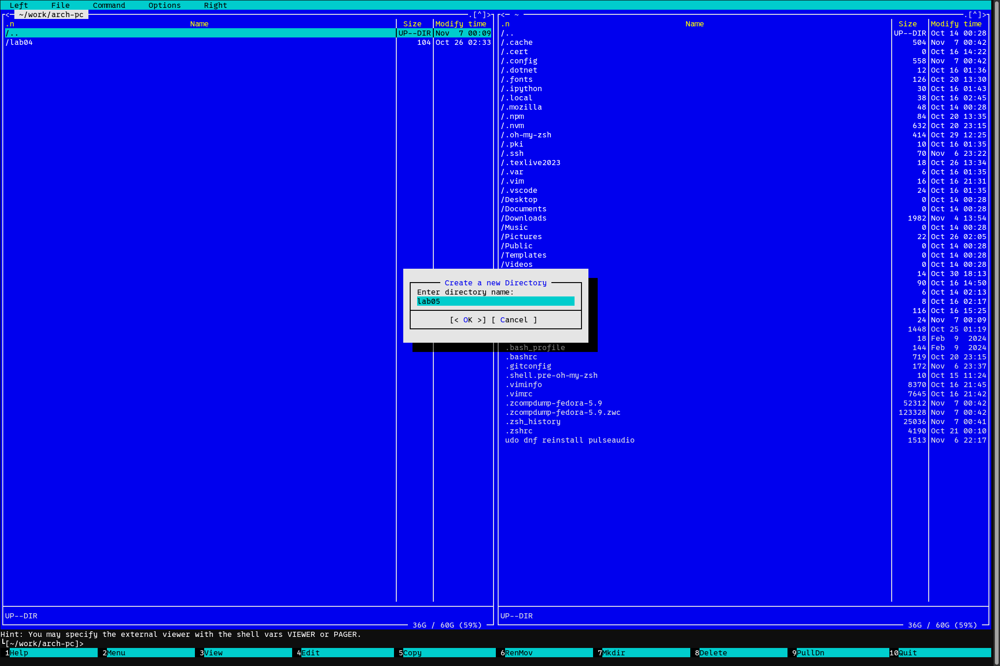 Left File Command Options Right
<─ ~/work/arch-pc .[^]>
.n Name Size Modify time
/.. UP--DIR Nov 7 00:09
/lab04 104 Oct 26 02:33
UP--DIR
36G / 60G (59%)
<─ ~ .[^]>
.n Name Size Modify time
/.. UP--DIR Oct 14 00:28
/.cache 504 Nov 7 00:42
/.cert 0 Oct 16 14:22
/.config 558 Nov 7 00:42
/.dotnet 12 Oct 16 01:36
/.fonts 126 Oct 20 13:30
/.ipython 30 Oct 16 01:43
/.local 38 Oct 16 02:45
/.mozilla 48 Oct 14 00:28
/.npm 84 Oct 20 13:35
/.nvm 632 Oct 20 23:15
/.oh-my-zsh 414 Oct 29 12:25
/.pki 10 Oct 16 01:35
/.ssh 70 Nov 6 23:22
/.texlive2023 18 Oct 26 13:34
/.var 6 Oct 16 01:35
/.vim 16 Oct 16 21:31
/.vscode 24 Oct 16 01:35
/Desktop 0 Oct 14 00:28
/Documents 0 Oct 14 00:28
/Downloads 1982 Nov 4 13:54
/Music 0 Oct 14 00:28
/Pictures 22 Oct 26 02:05
/Public 0 Oct 14 00:28
/Templates 0 Oct 14 00:28
/Videos 0 Oct 14 00:28
14 Oct 30 18:13
90 Oct 16 14:50
6 Oct 14 02:13
8 Oct 16 02:17
116 Oct 16 15:25
24 Nov 7 00:09
1448 Oct 25 01:19
18 Feb 9 2024
.bash_profile 144 Feb 9 2024
.bashrc 719 Oct 20 23:15
.gitconfig 172 Nov 6 23:37
.shell.pre-oh-my-zsh 10 Oct 15 11:24
.viminfo 8370 Oct 16 21:45
.vimrc 7645 Oct 16 21:42
.zcompdump-fedora-5.9 52312 Nov 7 00:42
.zcompdump-fedora-5.9.zwc 123328 Nov 7 00:42
.zsh_history 25036 Nov 7 00:41
.zshrc 4190 Oct 21 00:10
udo dnf reinstall pulseaudio 1513 Nov 6 22:17
UP--DIR
36G / 60G (59%)
Create a new Directory
Enter directory name:
lab05
[< OK >] [ Cancel ]
Hint: You may specify the external viewer with the shell vars VIEWER or PAGER.
└[~/work/arch-pc]>
1Help 2Menu 3View 4Edit 5Copy 6RenMov 7Mkdir 8Delete 9PullDn 10Quit